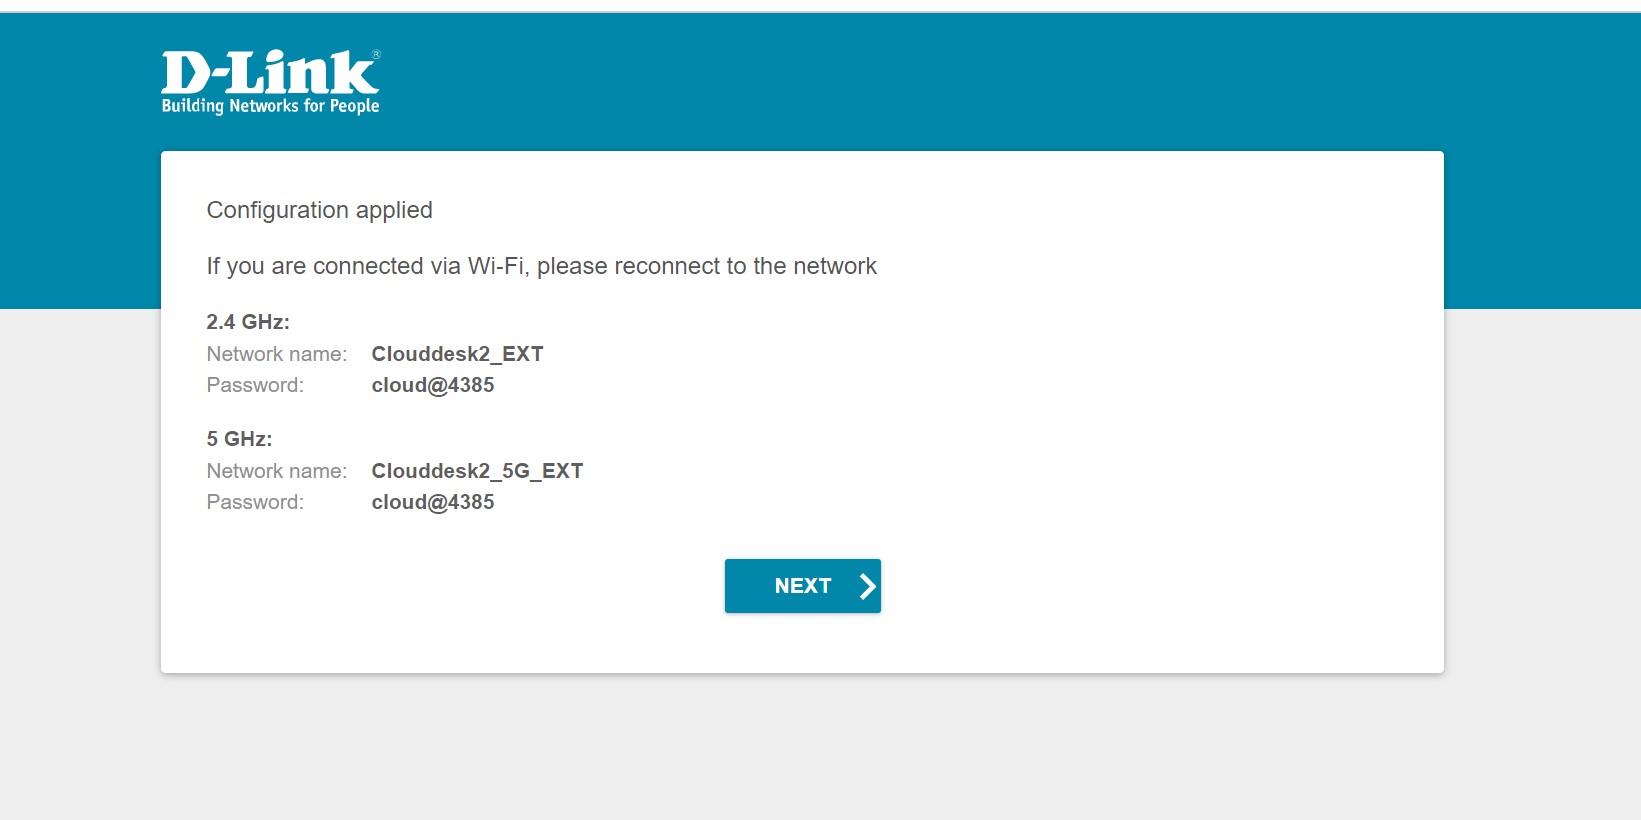 D-Link®
Building Networks for People
Configuration applied
If you are connected via Wi-Fi, please reconnect to the network
2.4 GHz:
Network name: Clouddesk2_EXT
Password: cloud@4385
5 GHz:
Network name: Clouddesk2_5G_EXT
Password: cloud@4385
NEXT